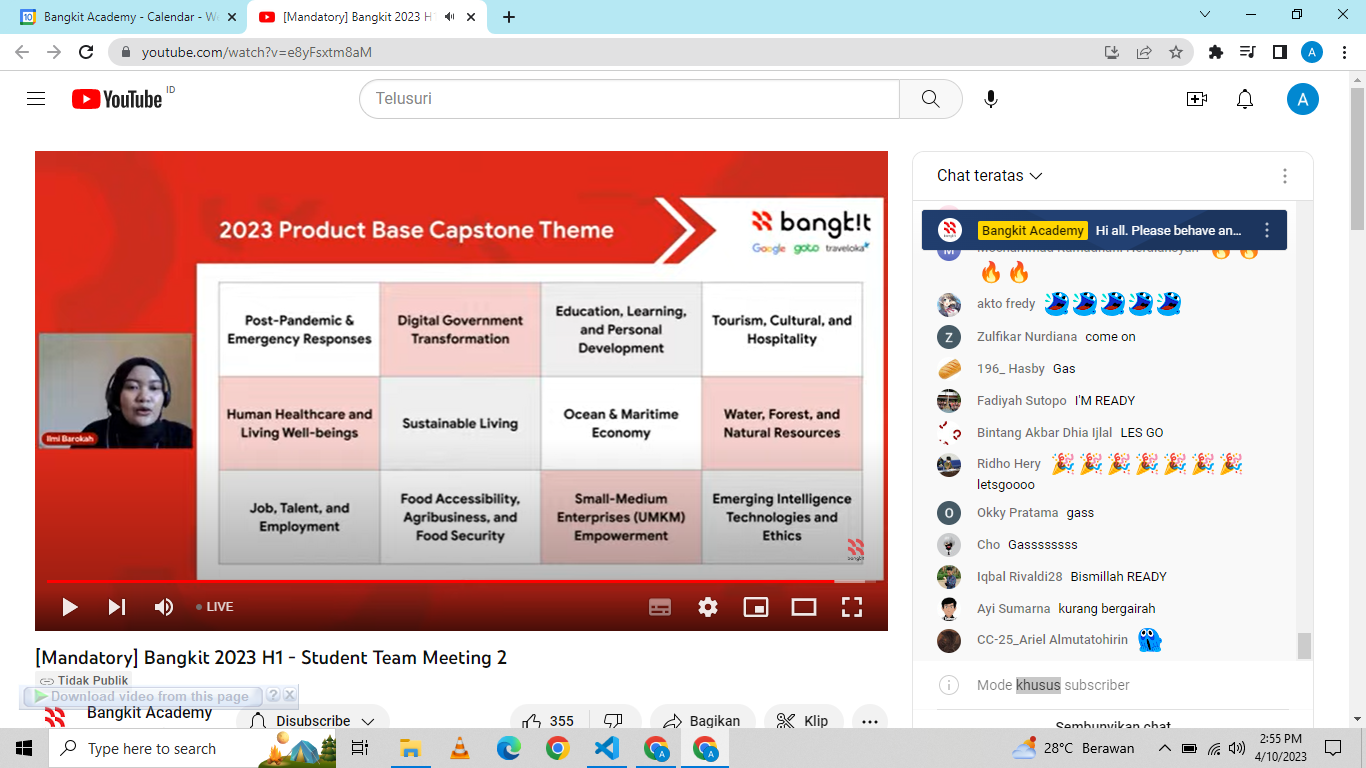 Bangkit Academy - Calendar - W
[Mandatory] Bangkit 2023 H1
youtube.com/watch?v=e8yFsxtm8aM
A
YouTube ID
Telusuri
A
2023 Product Base Capstone Theme
bangk!t
Google goto traveloka
Post-Pandemic &
Emergency Responses
Digital Government
Transformation
Education, Learning,
and Personal
Development
Tourism, Cultural, and
Hospitality
Human Healthcare and
Living Well-beings
Sustainable Living
Ocean & Maritime
Economy
Water, Forest, and
Natural Resources
Job, Talent, and
Employment
Food Accessibility,
Agribusiness, and
Food Security
Small-Medium
Enterprises (UMKM)
Empowerment
Emerging Intelligence
Technologies and
Ethics
Ilmi Barokah
bangkit
LIVE
[Mandatory] Bangkit 2023 H1 - Student Team Meeting 2
Tidak Publik
Download video from this page ? X
Bangkit Academy
Disubscribe
355
Bagikan
Klip
Chat teratas
Bangkit Academy Hi all. Please behave an...
M
akto fredy
Z Zulfikar Nurdiana come on
196_ Hasby Gas
Fadiyah Sutopo I'M READY
Bintang Akbar Dhia Ijlal LES GO
Ridho Hery
letsgoooo
O Okky Pratama gass
Cho Gassssssss
Iqbal Rivaldi28 Bismillah READY
Ayi Sumarna kurang bergairah
CC-25_Ariel Almutatohirin
Mode khusus subscriber
Sembunyikan chat
Type here to search
28°C Berawan
2:55 PM
4/10/2023